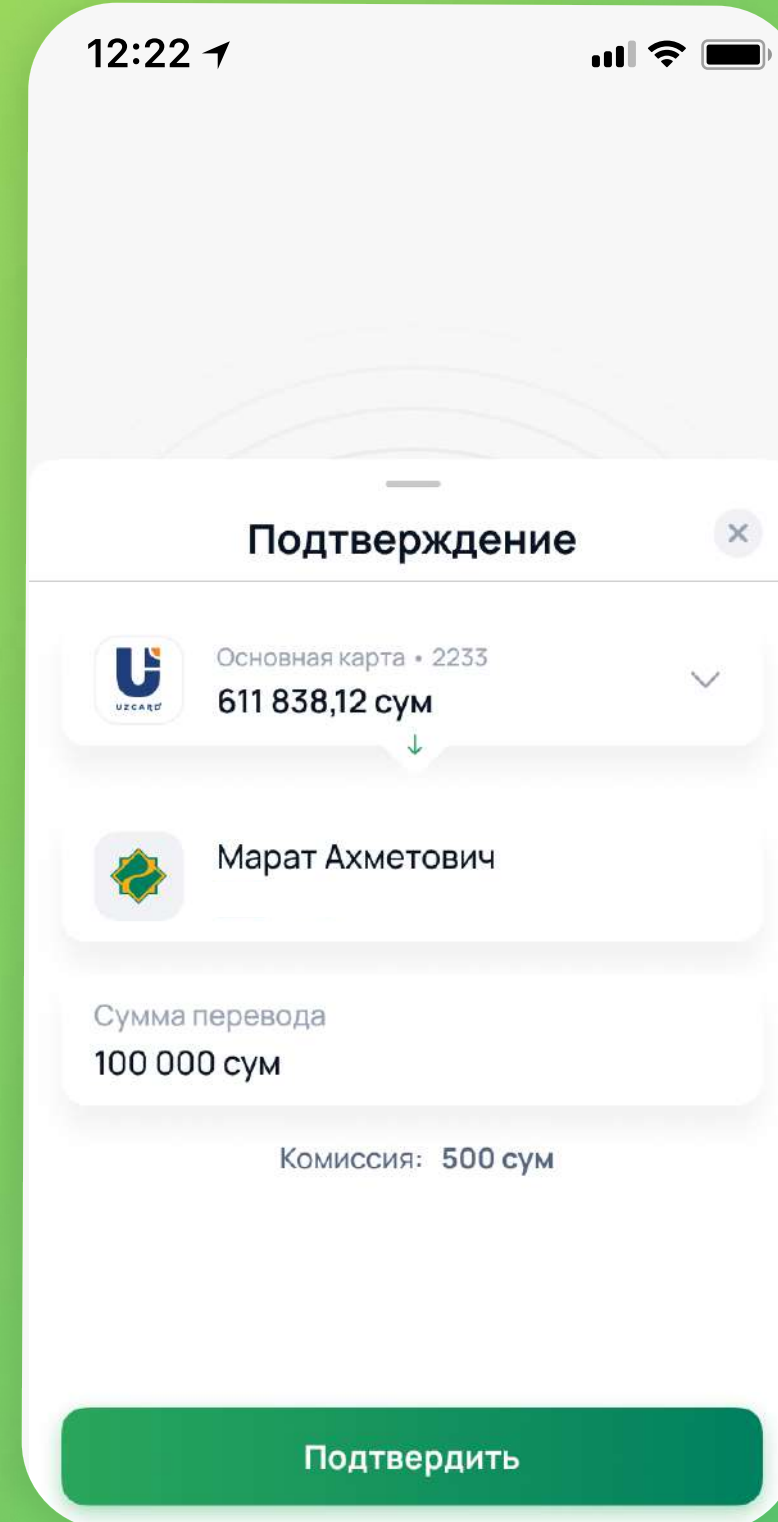 12:22
Подтверждение
UZCARD
Основная карта • 2233
611 838,12 сум
Марат Ахметович
Сумма перевода
100 000 сум
Комиссия: 500 сум
Подтвердить